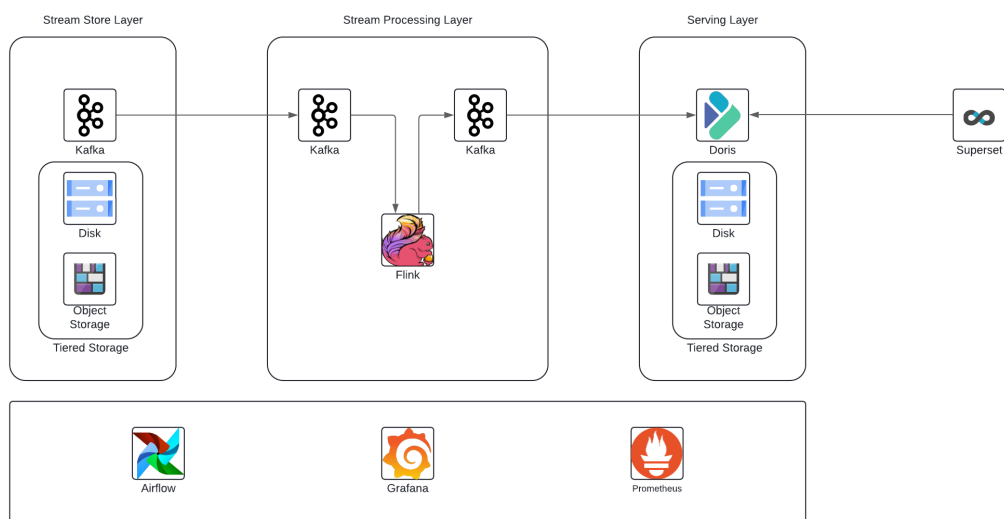 Stream Store Layer
Stream Processing Layer
Serving Layer
Kafka
Kafka
Kafka
Doris
Superset
Disk
Disk
Flink
Object
Storage
Object
Storage
Tiered Storage
Tiered Storage
Airflow
Grafana
Prometheus